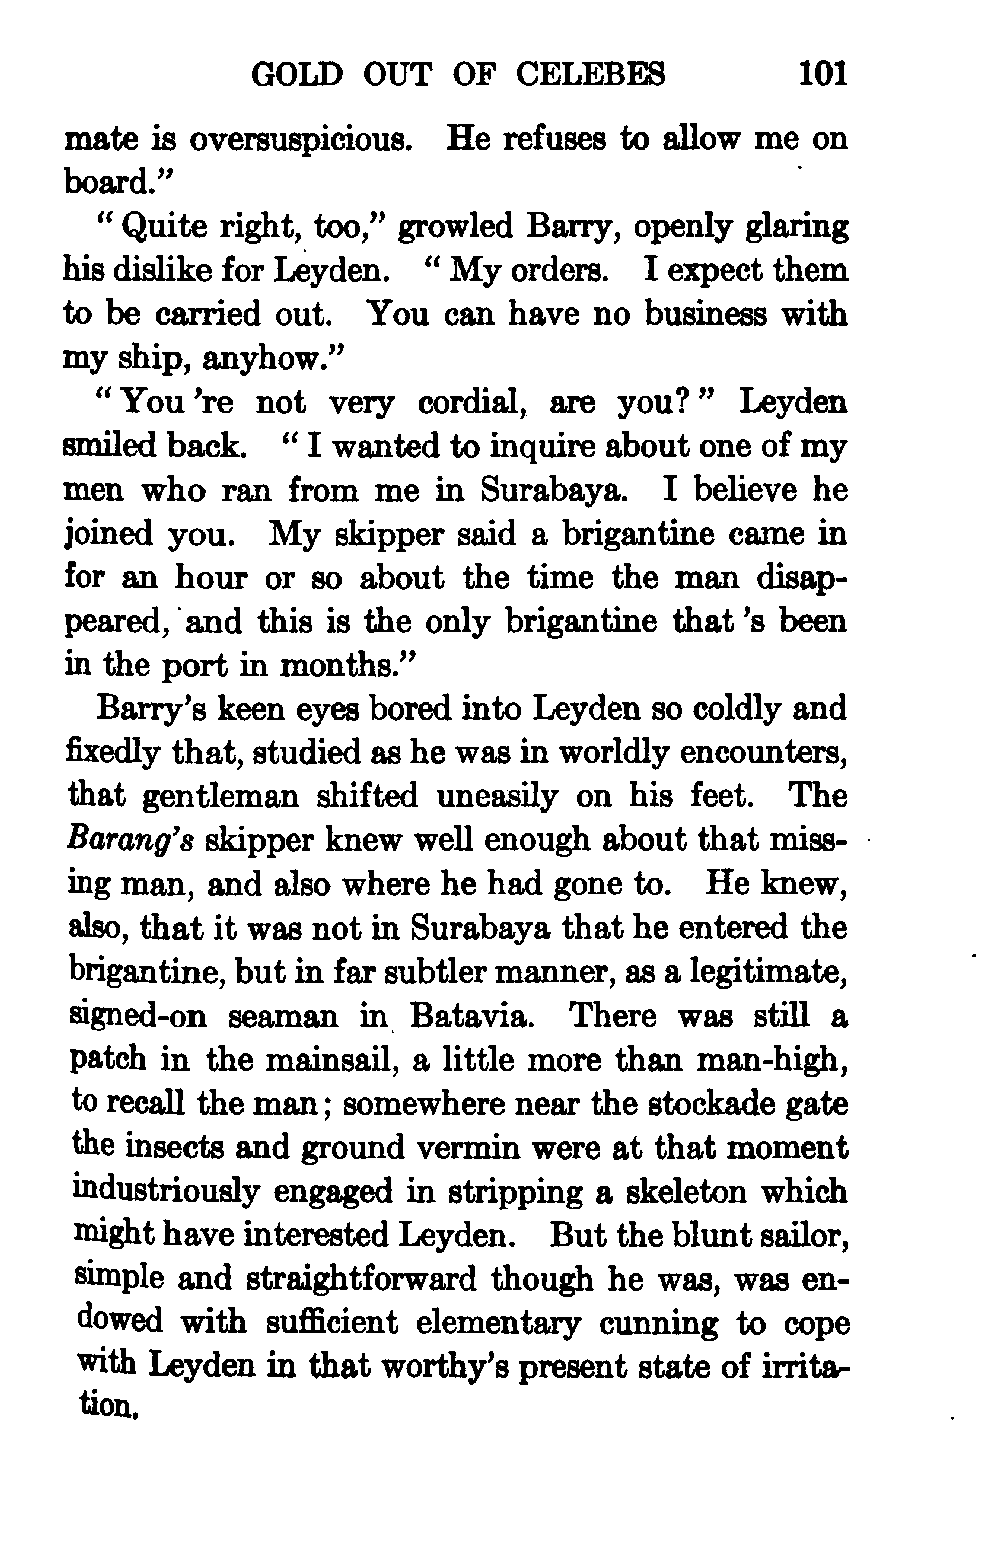 GOLD OUT OF CELEBES 101
mate is oversuspicious. He refuses to allow me on
board.”
“ Quite right, too,” growled Barry, openly glaring
his dislike for Leyden. “ My orders. I expect them
to be carried out. You can have no business with
my ship, anyhow.”
“ You ’re not very cordial, are you? ” Leyden
smiled back. “ I wanted to inquire about one of my
men who ran from me in Surabaya. I believe he
joined you. My skipper said a brigantine came in
for an hour or so about the time the man disap-
peared, and this is the only brigantine that ’s been
in the port in months.”
Barry’s keen eyes bored into Leyden so coldly and
fixedly that, studied as he was in worldly encounters,
that gentleman shifted uneasily on his feet. The
Barang’s skipper knew well enough about that miss-
ing man, and also where he had gone to. He knew,
also, that it was not in Surabaya that he entered the
brigantine, but in far subtler manner, as a legitimate,
signed-on seaman in Batavia. There was still a
patch in the mainsail, a little more than man-high,
to recall the man; somewhere near the stockade gate
the insects and ground vermin were at that moment
industriously engaged in stripping a skeleton which
might have interested Leyden. But the blunt sailor,
simple and straightforward though he was, was en-
dowed with sufficient elementary cunning to cope
with Leyden in that worthy’s present state of irrita-
tion.